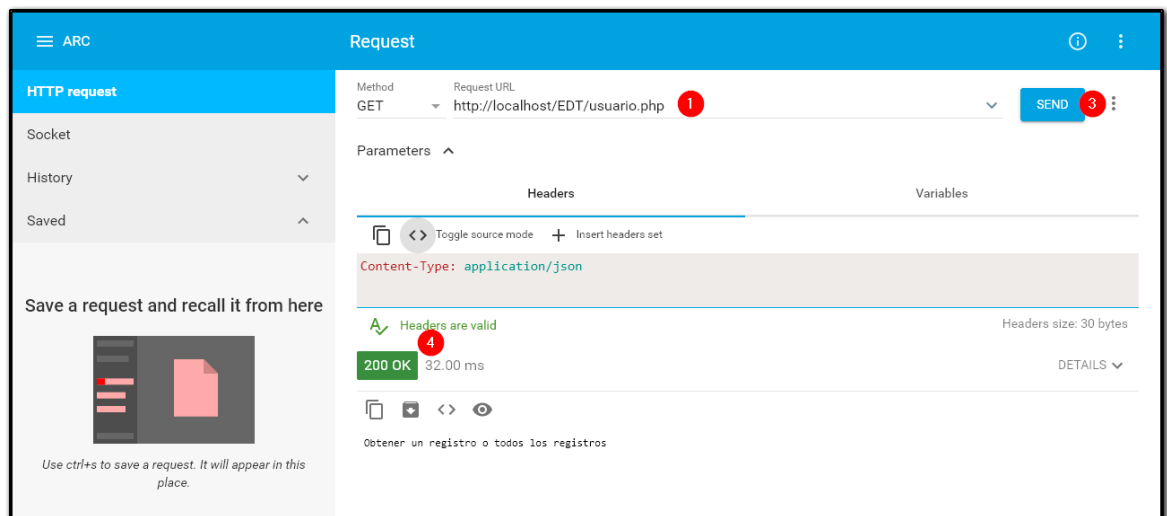 ARC
Request
HTTP request
Socket
History
Saved
Save a request and recall it from here
Use ctrl+s to save a request. It will appear in this
place.
Method
Request URL
GET
http://localhost/EDT/usuario.php
1
SEND
3
Parameters
Headers
Variables
Toggle source mode
Insert headers set
Content-Type: application/json
Headers are valid
Headers size: 30 bytes
4
200 OK
32.00 ms
DETAILS
Obtener un registro o todos los registros